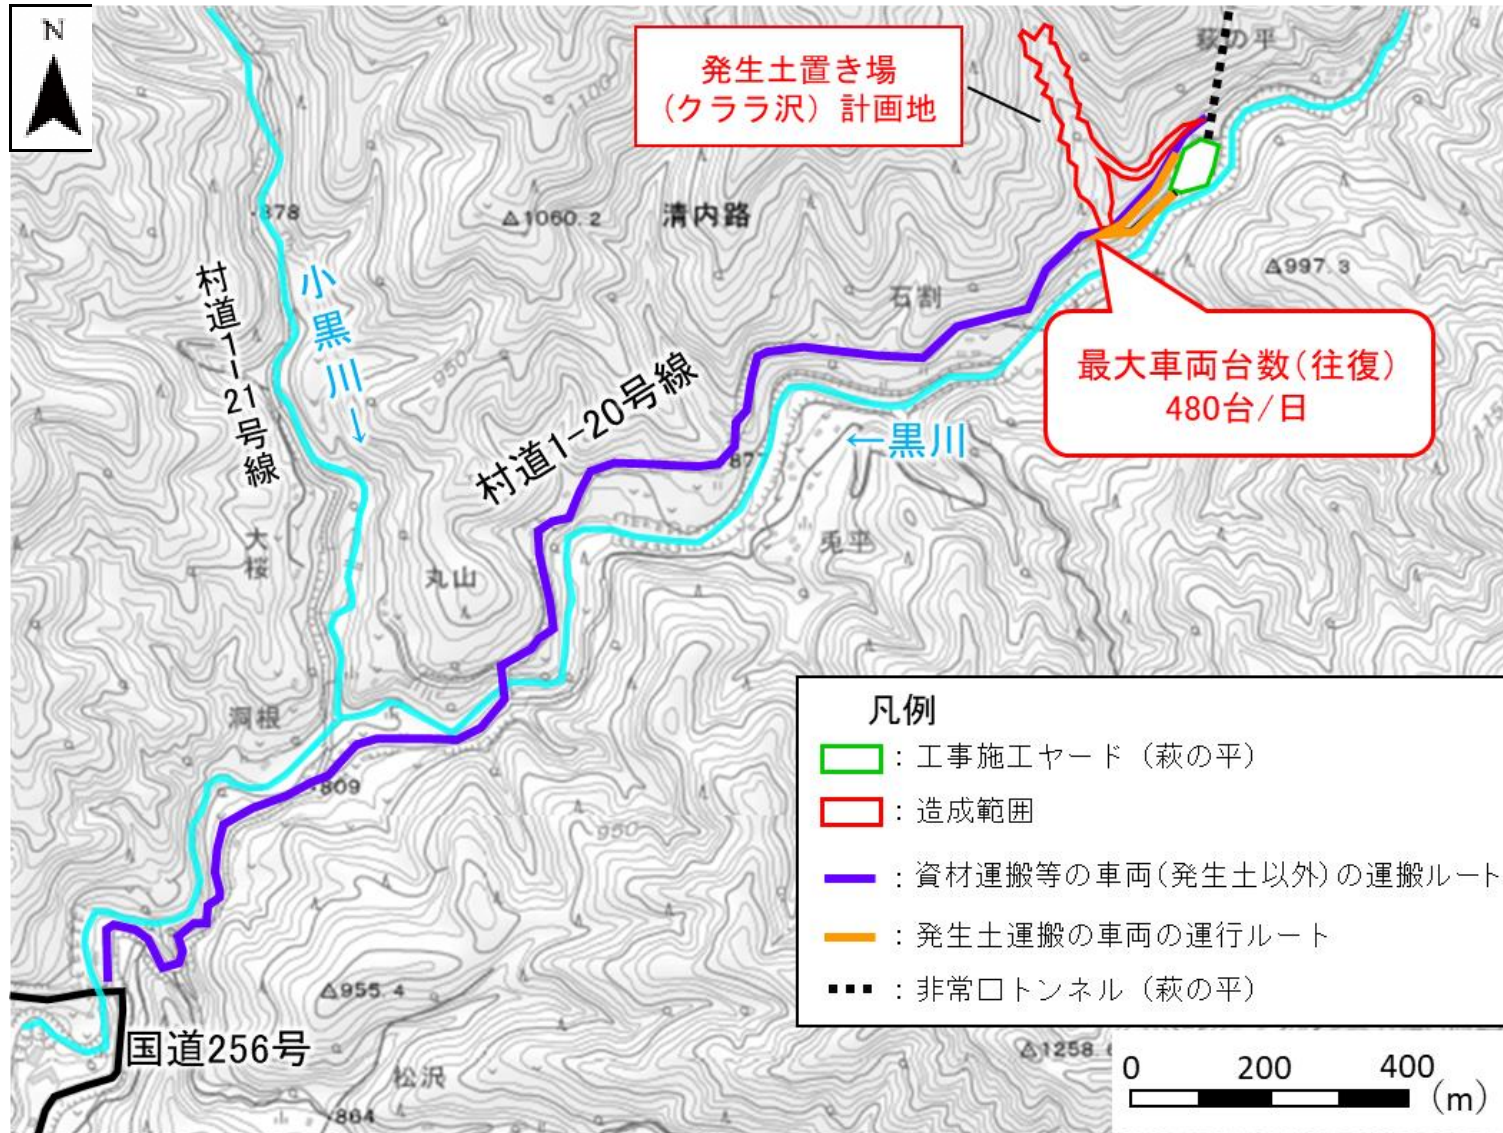 N
発生土置き場
(クララ沢) 計画地
萩の平
1100
・878
△1060.2
清内路
△997.3
石割
村道1-21号線
小黒川→
950
村道1-20号線
最大車両台数(往復)
480台/日
←黒川
877
大桜
丸山
兎平
洞根
・809
950
凡例
：工事施工ヤード（萩の平）
：造成範囲
：資材運搬等の車両(発生土以外)の運搬ルート
：発生土運搬の車両の運行ルート
：非常口トンネル（萩の平）
△955.4
国道256号
松沢
・864
△1258.6
0 200 400
(m)